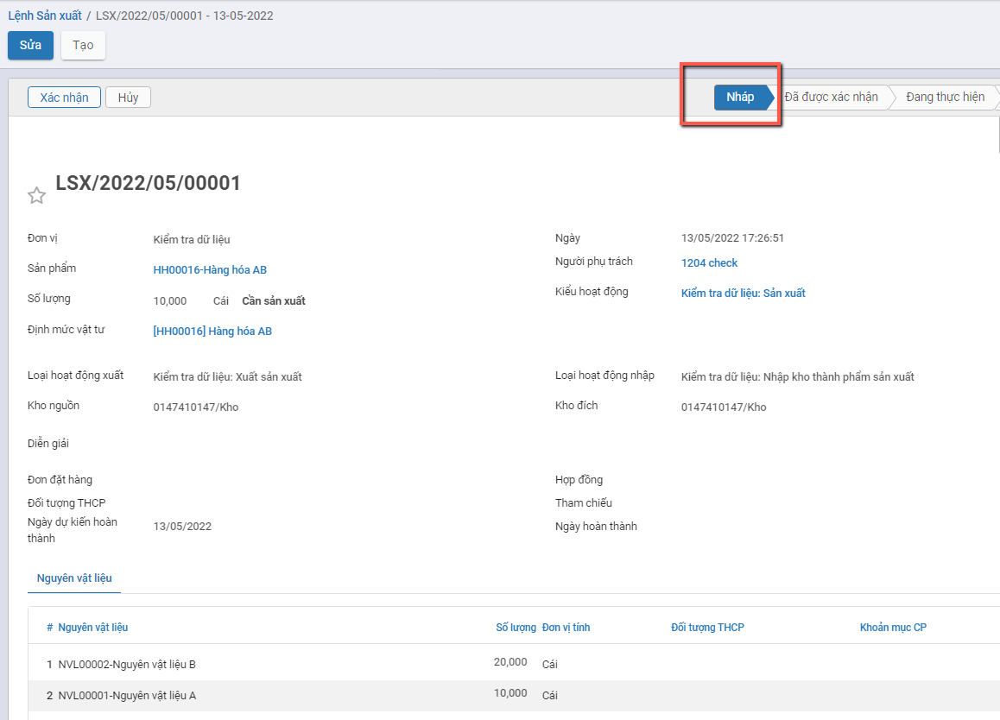 Lệnh Sản xuất / LSX/2022/05/00001 - 13-05-2022
Sửa Tạo
Xác nhận Hủy Nháp Đã được xác nhận Đang thực hiện
LSX/2022/05/00001
Đơn vị Kiểm tra dữ liệu Ngày 13/05/2022 17:26:51
Sản phẩm HH00016-Hàng hóa AB Người phụ trách 1204 check
Số lượng 10,000 Cái Cần sản xuất Kiểu hoạt động Kiểm tra dữ liệu: Sản xuất
Định mức vật tư [HH00016] Hàng hóa AB
Loại hoạt động xuất Kiểm tra dữ liệu: Xuất sản xuất Loại hoạt động nhập Kiểm tra dữ liệu: Nhập kho thành phẩm sản xuất
Kho nguồn 0147410147/Kho Kho đích 0147410147/Kho
Diễn giải
Đơn đặt hàng Hợp đồng
Đối tượng THCP Tham chiếu
Ngày dự kiến hoàn thành 13/05/2022 Ngày hoàn thành
Nguyên vật liệu
# Nguyên vật liệu Số lượng Đơn vị tính Đối tượng THCP Khoản mục CP
1 NVL00002-Nguyên vật liệu B 20,000 Cái
2 NVL00001-Nguyên vật liệu A 10,000 Cái